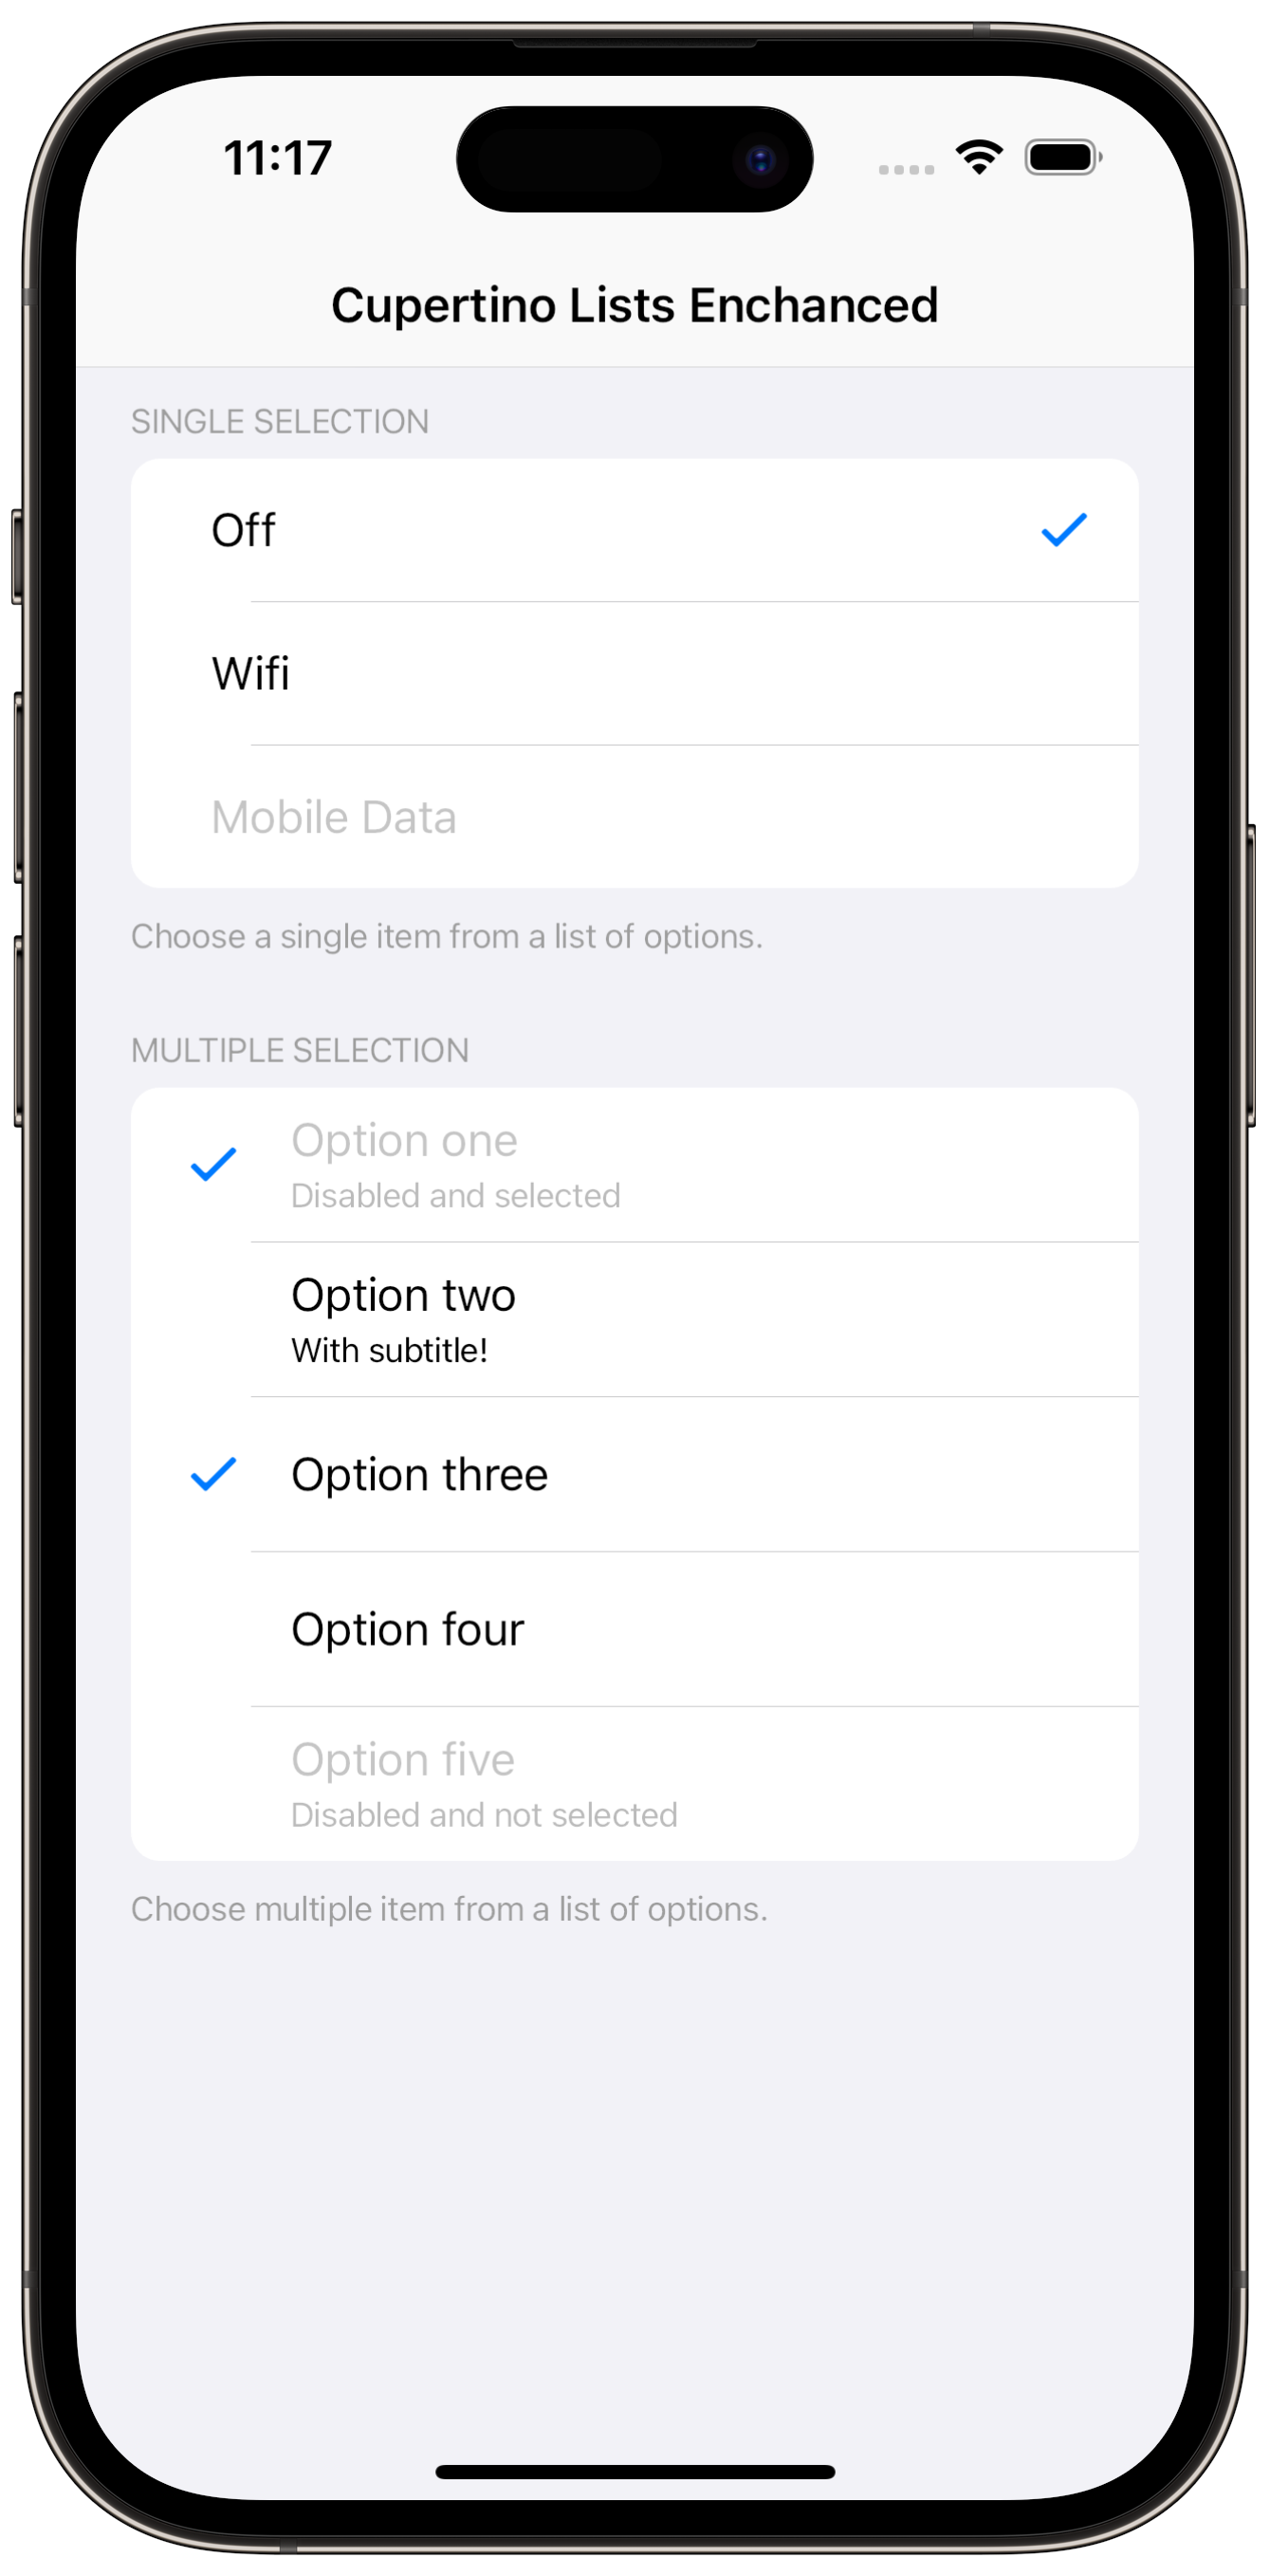 11:17
Cupertino Lists Enchanced
SINGLE SELECTION
Off
Wifi
Mobile Data
Choose a single item from a list of options.
MULTIPLE SELECTION
Option one
Disabled and selected
Option two
With subtitle!
Option three
Option four
Option five
Disabled and not selected
Choose multiple item from a list of options.